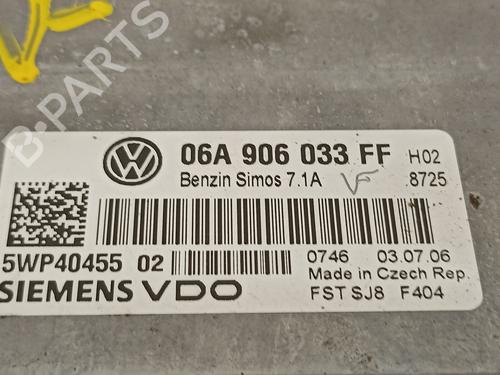 06A 906 033 FF H02
Benzin Simos 7.1A VF 8725
5WP40455 02
0746 03.07.06
Made in Czech Rep.
SIEMENS VDO
FST SJ8 F404
B-PARTS